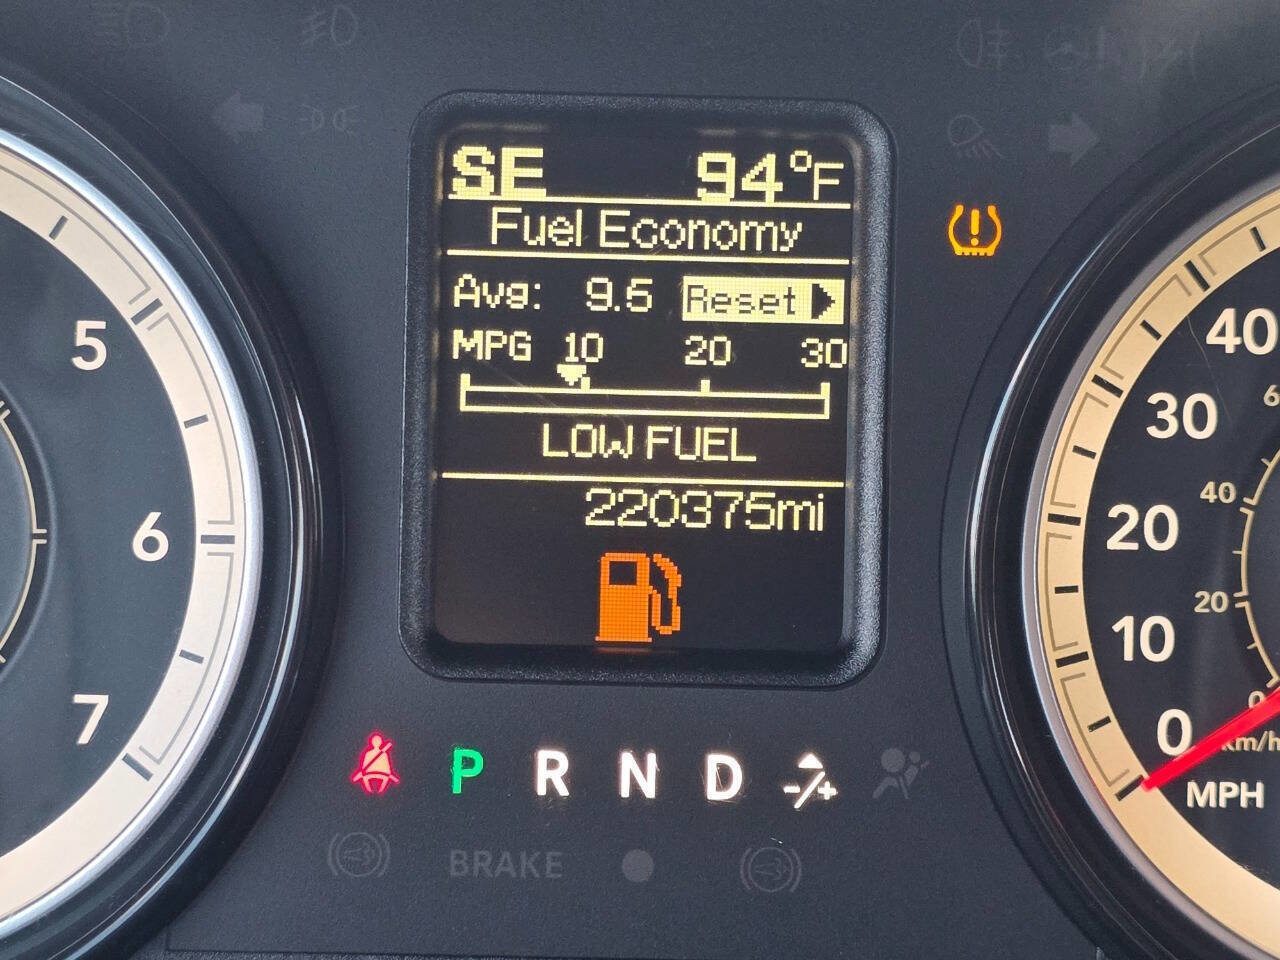 SE 94°F
Fuel Economy
Avg: 9.5 Reset
MPG 10 20 30
LOW FUEL
220375mi
P R N D -/+
BRAKE
5
6
7
40
30
20
10
0
MPH
6
40
20
0
km/h